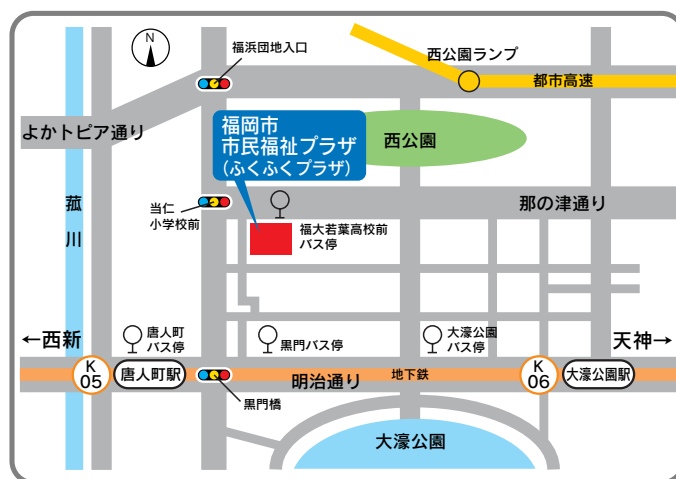 N
福浜団地入口
西公園ランプ
都市高速
よかトピア通り
福岡市
市民福祉プラザ
(ふくふくプラザ)
西公園
菰
川
当仁
小学校前
那の津通り
福大若葉高校前
バス停
←西新
唐人町
バス停
黒門バス停
大濠公園
バス停
天神→
K
05
唐人町駅
明治通り
地下鉄
K
06
大濠公園駅
黒門橋
大濠公園